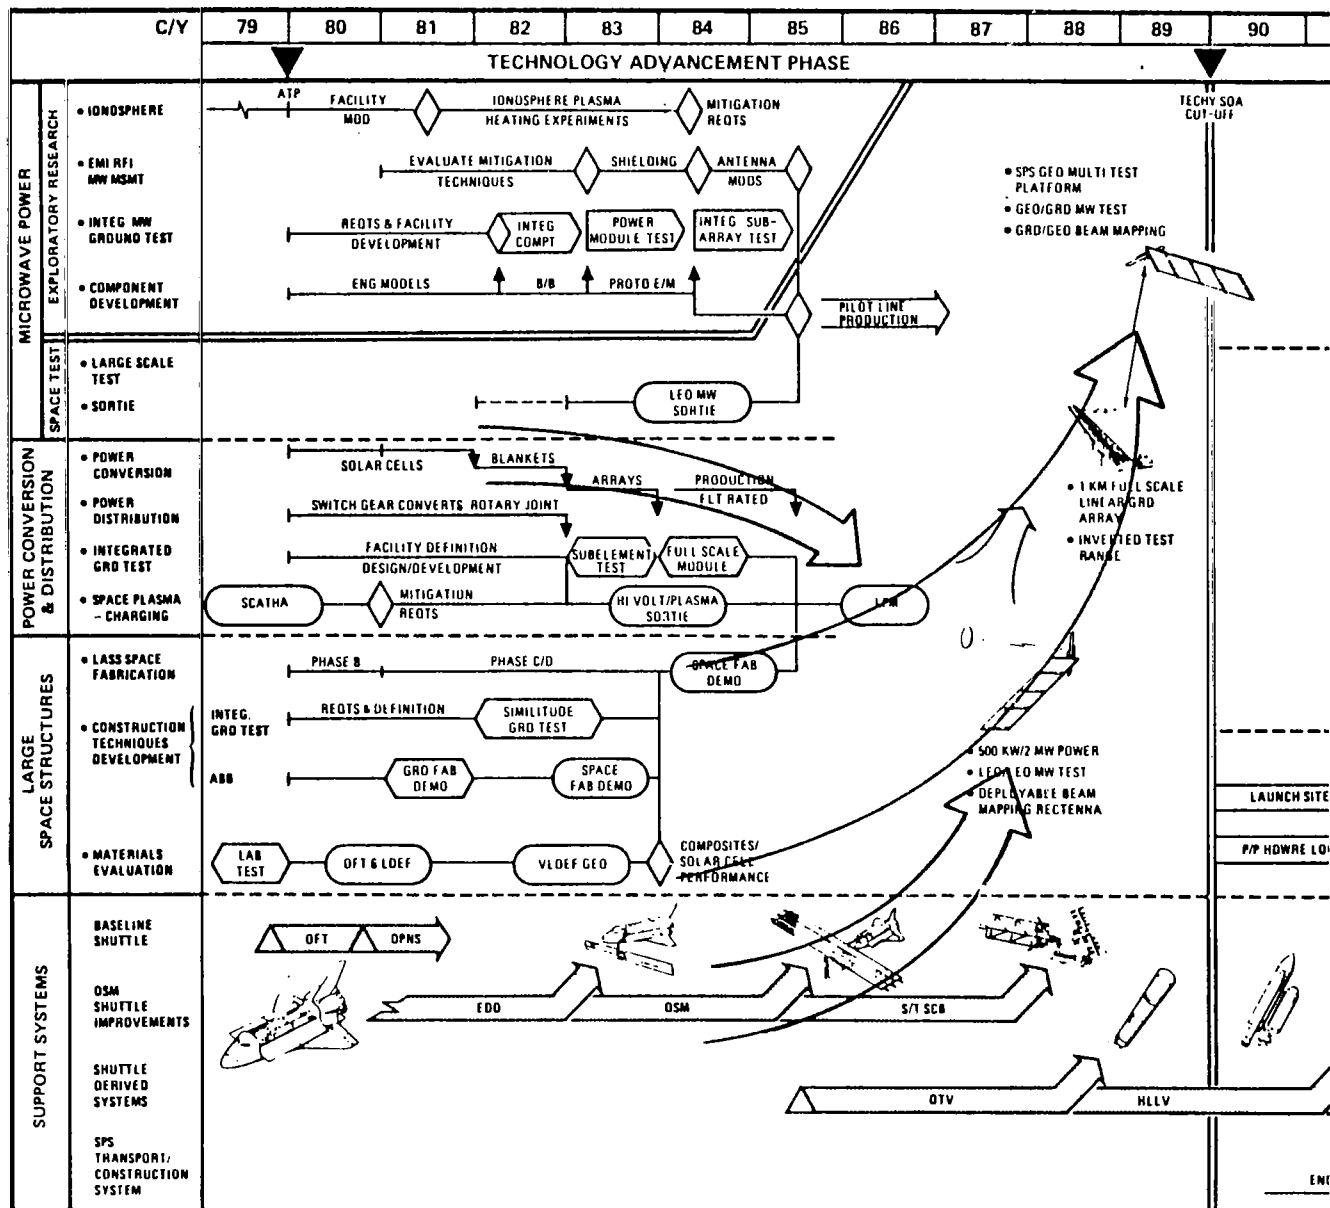 C/Y 79 80 81 82 83 84 85 86 87 88 89 90
TECHNOLOGY ADVANCEMENT PHASE
MICROWAVE POWER
EXPLORATORY RESEARCH
• IONOSPHERE
ATP
FACILITY
MOD
IONOSPHERE PLASMA
HEATING EXPERIMENTS
MITIGATION
REQTS
TECHY SOA
CUT-OFF
• EMI RFI
MW MSMT
EVALUATE MITIGATION
TECHNIQUES
SHIELDING
ANTENNA
MODS
• SPS GEO MULTI TEST
PLATFORM
• GEO/GRD MW TEST
• GRD/GEO BEAM MAPPING
• INTEG MW
GROUND TEST
REQTS & FACILITY
DEVELOPMENT
INTEG
COMPT
POWER
MODULE TEST
INTEG SUB-
ARRAY TEST
• COMPONENT
DEVELOPMENT
ENG MODELS
B/B
PROTO E/M
PILOT LINE
PRODUCTION
SPACE TEST
• LARGE SCALE
TEST
• SORTIE
LEO MW
SORTIE
POWER CONVERSION
& DISTRIBUTION
• POWER
CONVERSION
SOLAR CELLS
BLANKETS
ARRAYS
PRODUCTION
FLT RATED
• 1 KM FULL SCALE
LINEAR GRD
ARRAY
• INVERTED TEST
RANGE
• POWER
DISTRIBUTION
SWITCH GEAR CONVERTS ROTARY JOINT
• INTEGRATED
GRD TEST
FACILITY DEFINITION
DESIGN/DEVELOPMENT
SUBELEMENT
TEST
FULL SCALE
MODULE
• SPACE PLASMA
– CHARGING
SCATHA
MITIGATION
REQTS
HI VOLT/PLASMA
SORTIE
LPM
LARGE
SPACE STRUCTURES
• LASS SPACE
FABRICATION
PHASE B
PHASE C/D
SPACE FAB
DEMO
• CONSTRUCTION
TECHNIQUES
DEVELOPMENT
INTEG.
GRD TEST
REQTS & DEFINITION
SIMILITUDE
GRD TEST
ABB
GRD FAB
DEMO
SPACE
FAB DEMO
• 500 KW/2 MW POWER
• LEO/LEO MW TEST
• DEPLOYABLE BEAM
MAPPING RECTENNA
LAUNCH SITE
• MATERIALS
EVALUATION
LAB
TEST
OFT & LDEF
VLDEF GEO
COMPOSITES/
SOLAR CELL
PERFORMANCE
P/P HDWRE
SUPPORT SYSTEMS
BASELINE
SHUTTLE
OFT
OPNS
OSM
SHUTTLE
IMPROVEMENTS
EDO
OSM
S/T SCB
SHUTTLE
DERIVED
SYSTEMS
OTV
HLLV
SPS
TRANSPORT/
CONSTRUCTION
SYSTEM